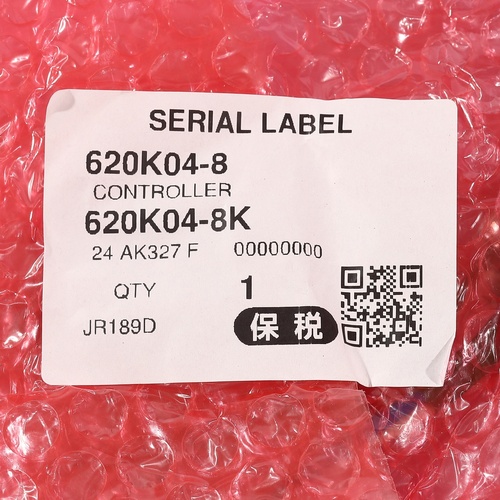 SERIAL LABEL
620K04-8
CONTROLLER
620K04-8K
24 AK327 F 00000000
QTY 1
JR189D 保税